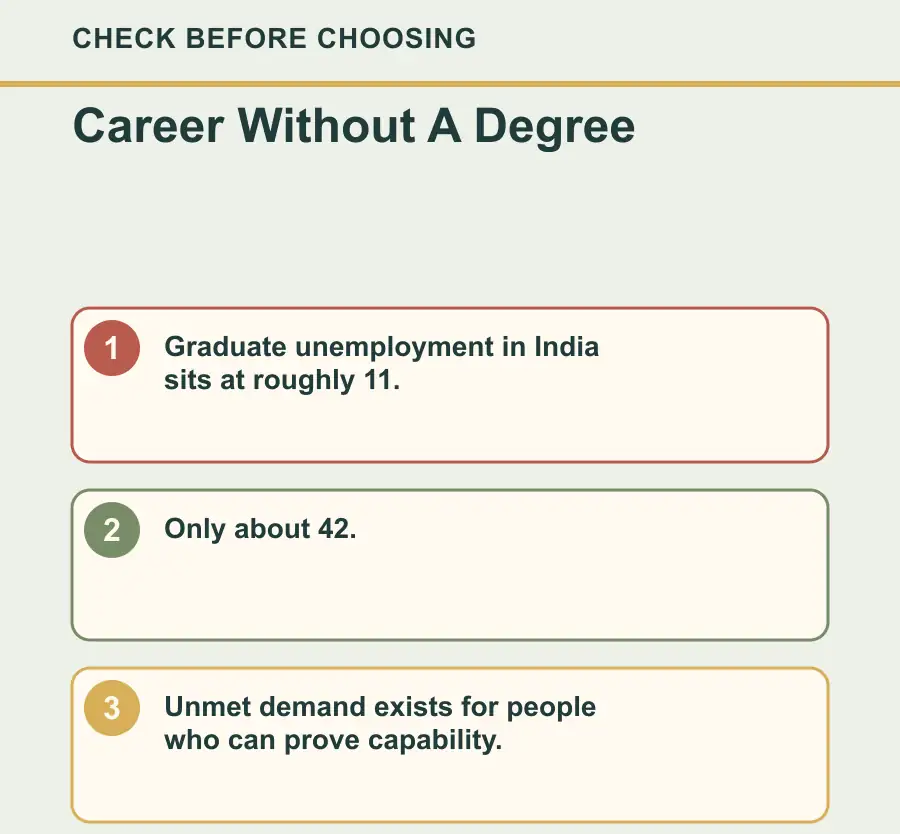 CHECK BEFORE CHOOSING
Career Without A Degree
1
Graduate unemployment in India
sits at roughly 11.
2
Only about 42.
3
Unmet demand exists for people
who can prove capability.